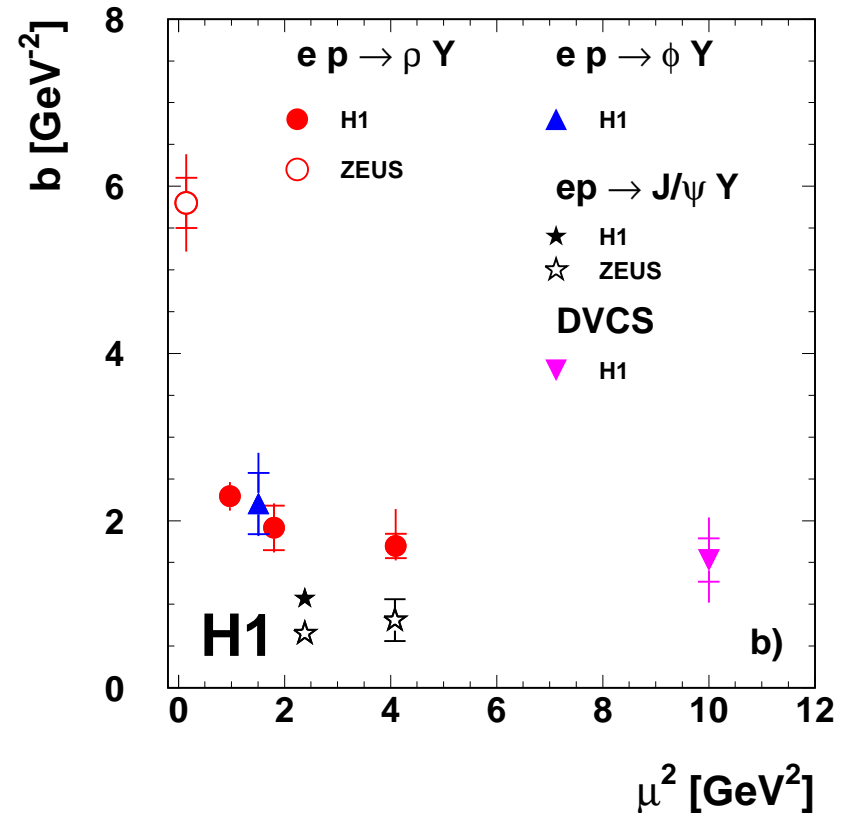 b [GeV⁻²]
8
6
4
2
0
e p → ρ Y
H1
ZEUS
e p → ϕ Y
H1
ep → J/ψ Y
H1
ZEUS
DVCS
H1
H1
b)
0 2 4 6 8 10 12
μ² [GeV²]